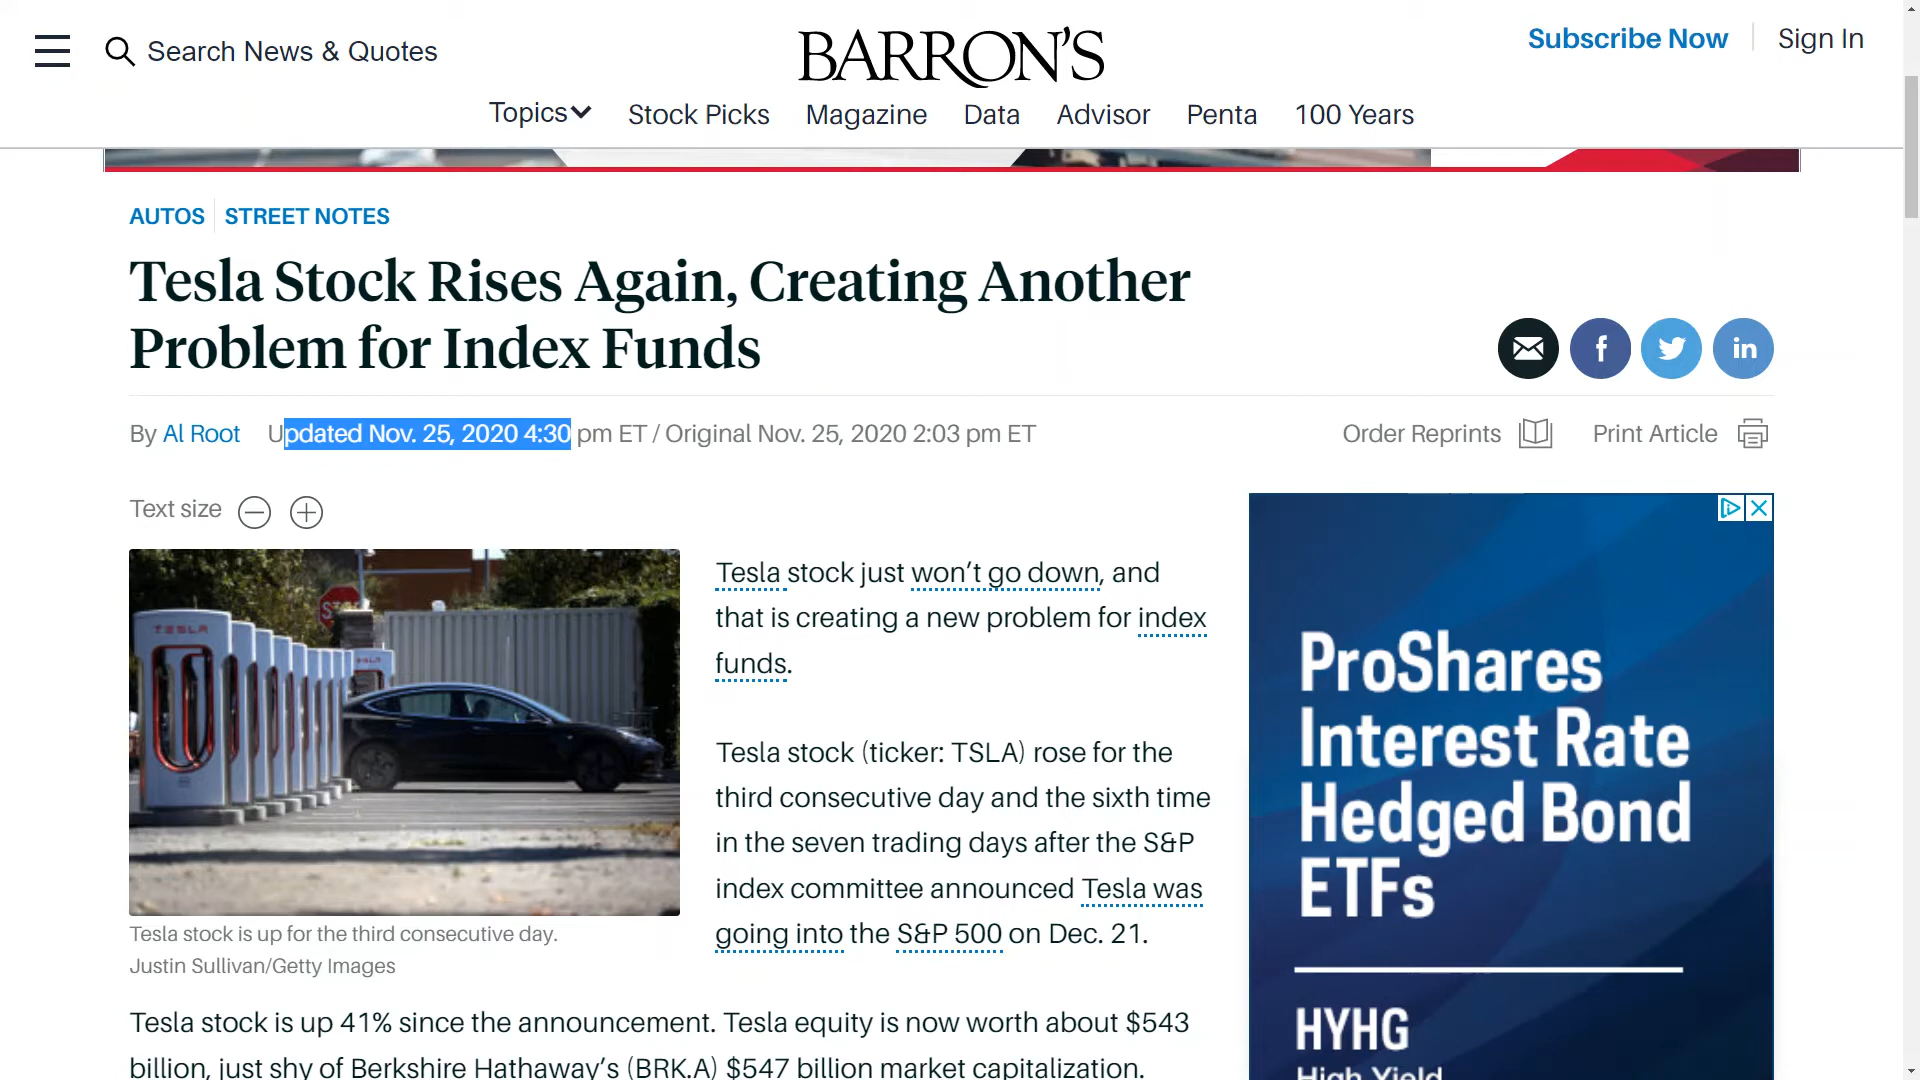 Search News & Quotes
BARRON'S
Subscribe Now
Sign In
Topics
Stock Picks
Magazine
Data
Advisor
Penta
100 Years
AUTOS
STREET NOTES
Tesla Stock Rises Again, Creating Another
Problem for Index Funds
f
in
By Al Root
Updated Nov. 25, 2020 4:30 pm ET / Original Nov. 25, 2020 2:03 pm ET
Order Reprints
Print Article
Text size
TESLA
TESLA
Tesla stock is up for the third consecutive day.
Justin Sullivan/Getty Images
Tesla stock just won’t go down, and
that is creating a new problem for index
funds.
Tesla stock (ticker: TSLA) rose for the
third consecutive day and the sixth time
in the seven trading days after the S&P
index committee announced Tesla was
going into the S&P 500 on Dec. 21.
Tesla stock is up 41% since the announcement. Tesla equity is now worth about $543
billion, just shy of Berkshire Hathaway’s (BRK.A) $547 billion market capitalization.
ProShares
Interest Rate
Hedged Bond
ETFs
HYHG
High Yield